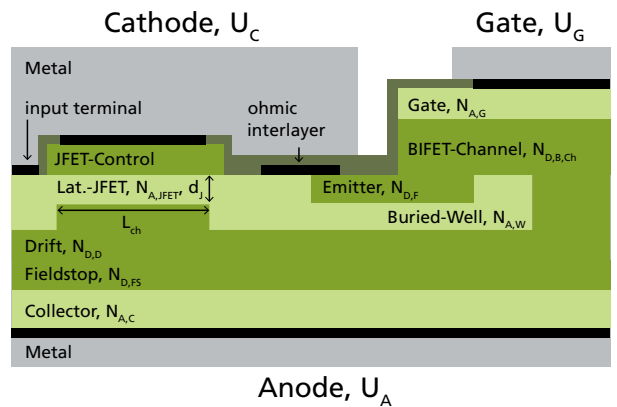 Cathode, U_C
Gate, U_G
Metal
input terminal
ohmic
interlayer
Gate, N_A,G
JFET-Control
BIFET-Channel, N_D,B,Ch
Lat.-JFET, N_A,JFET, d_J
Emitter, N_D,F
L_ch
Buried-Well, N_A,W
Drift, N_D,D
Fieldstop, N_D,FS
Collector, N_A,C
Metal
Anode, U_A